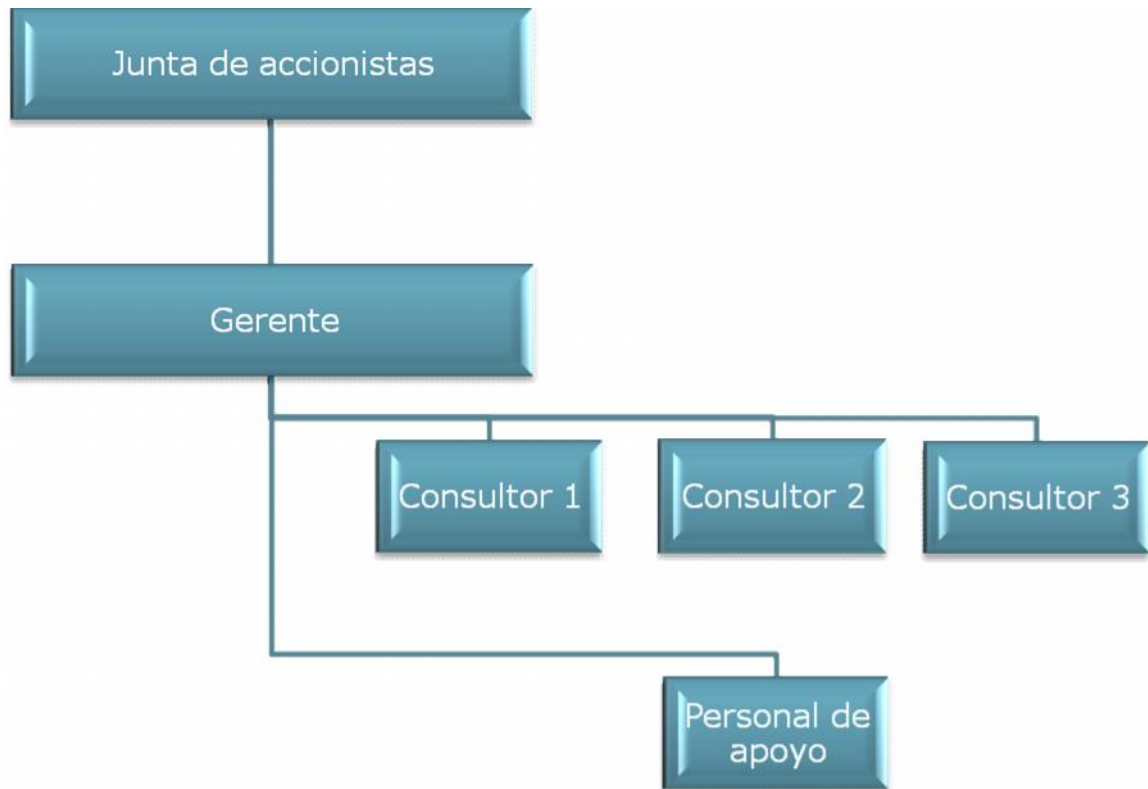 Junta de accionistas
Gerente
Consultor 1
Consultor 2
Consultor 3
Personal de
apoyo